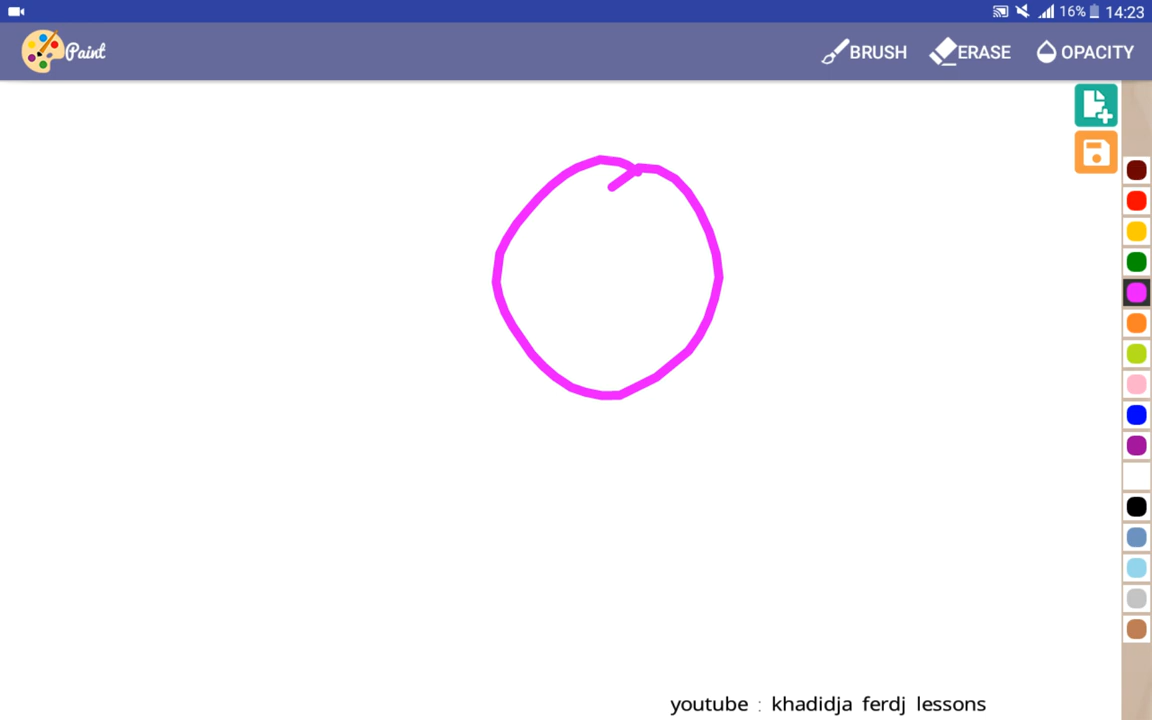 16% 14:23
Paint BRUSH ERASE OPACITY
youtube : khadidja ferdj lessons